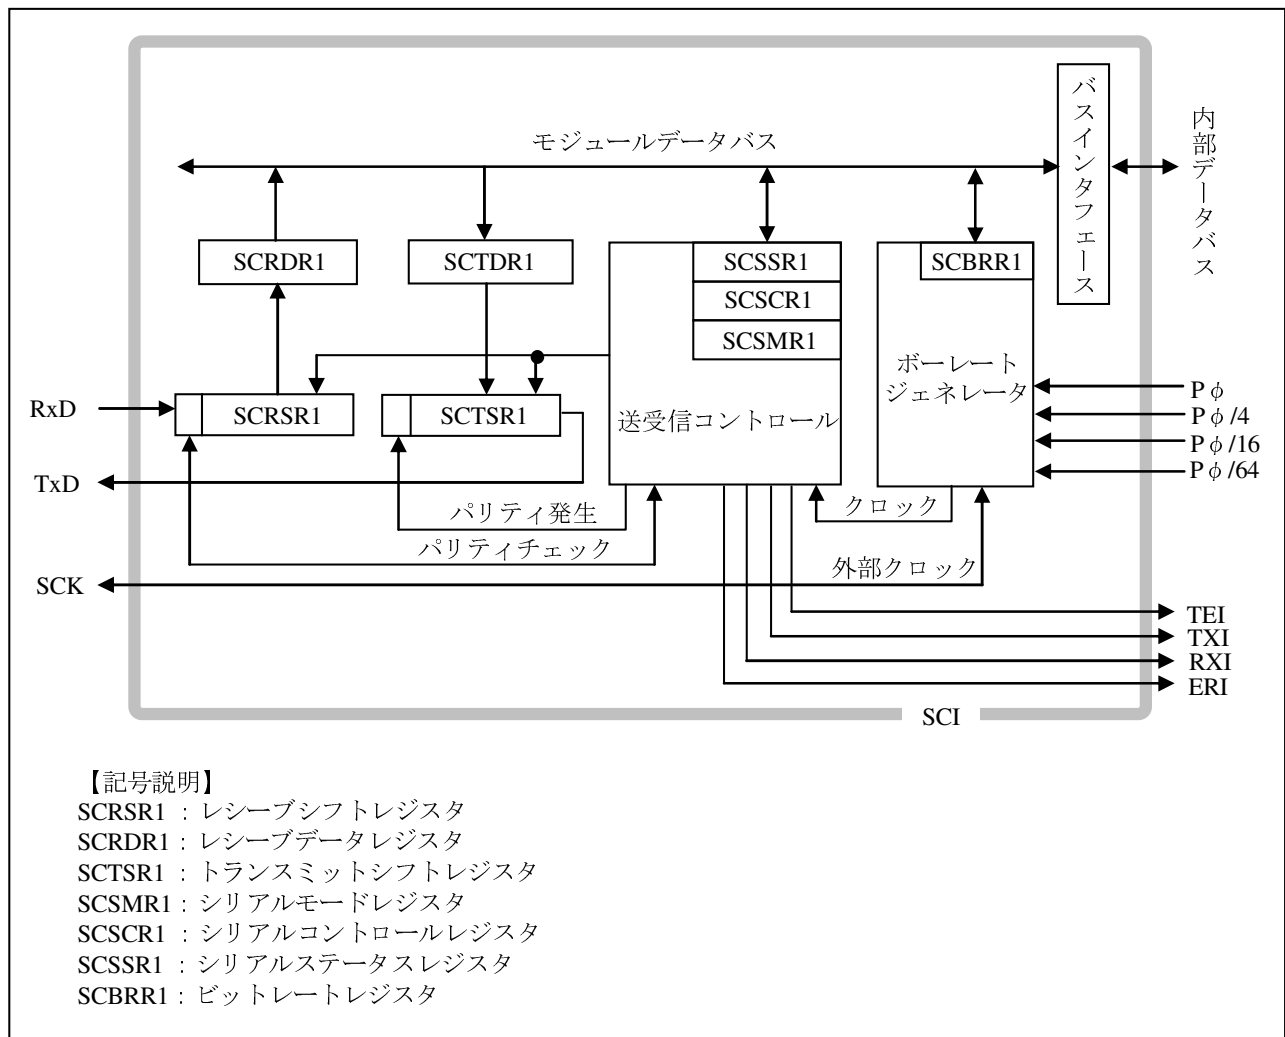 モジュールデータバス
バスインタフェース
内部データバス
SCRDR1
SCTDR1
SCSSR1
SCSCR1
SCSMR1
SCBRR1
ボーレート
ジェネレータ
送受信コントロール
RxD
SCRSR1
SCTSR1
Pφ
Pφ/4
Pφ/16
Pφ/64
TxD
パリティ発生
クロック
パリティチェック
外部クロック
SCK
TEI
TXI
RXI
ERI
SCI
【記号説明】
SCRSR1 : レシーブシフトレジスタ
SCRDR1 : レシーブデータレジスタ
SCTSR1 : トランスミットシフトレジスタ
SCSMR1 : シリアルモードレジスタ
SCSCR1 : シリアルコントロールレジスタ
SCSSR1 : シリアルステータスレジスタ
SCBRR1 : ビットレートレジスタ